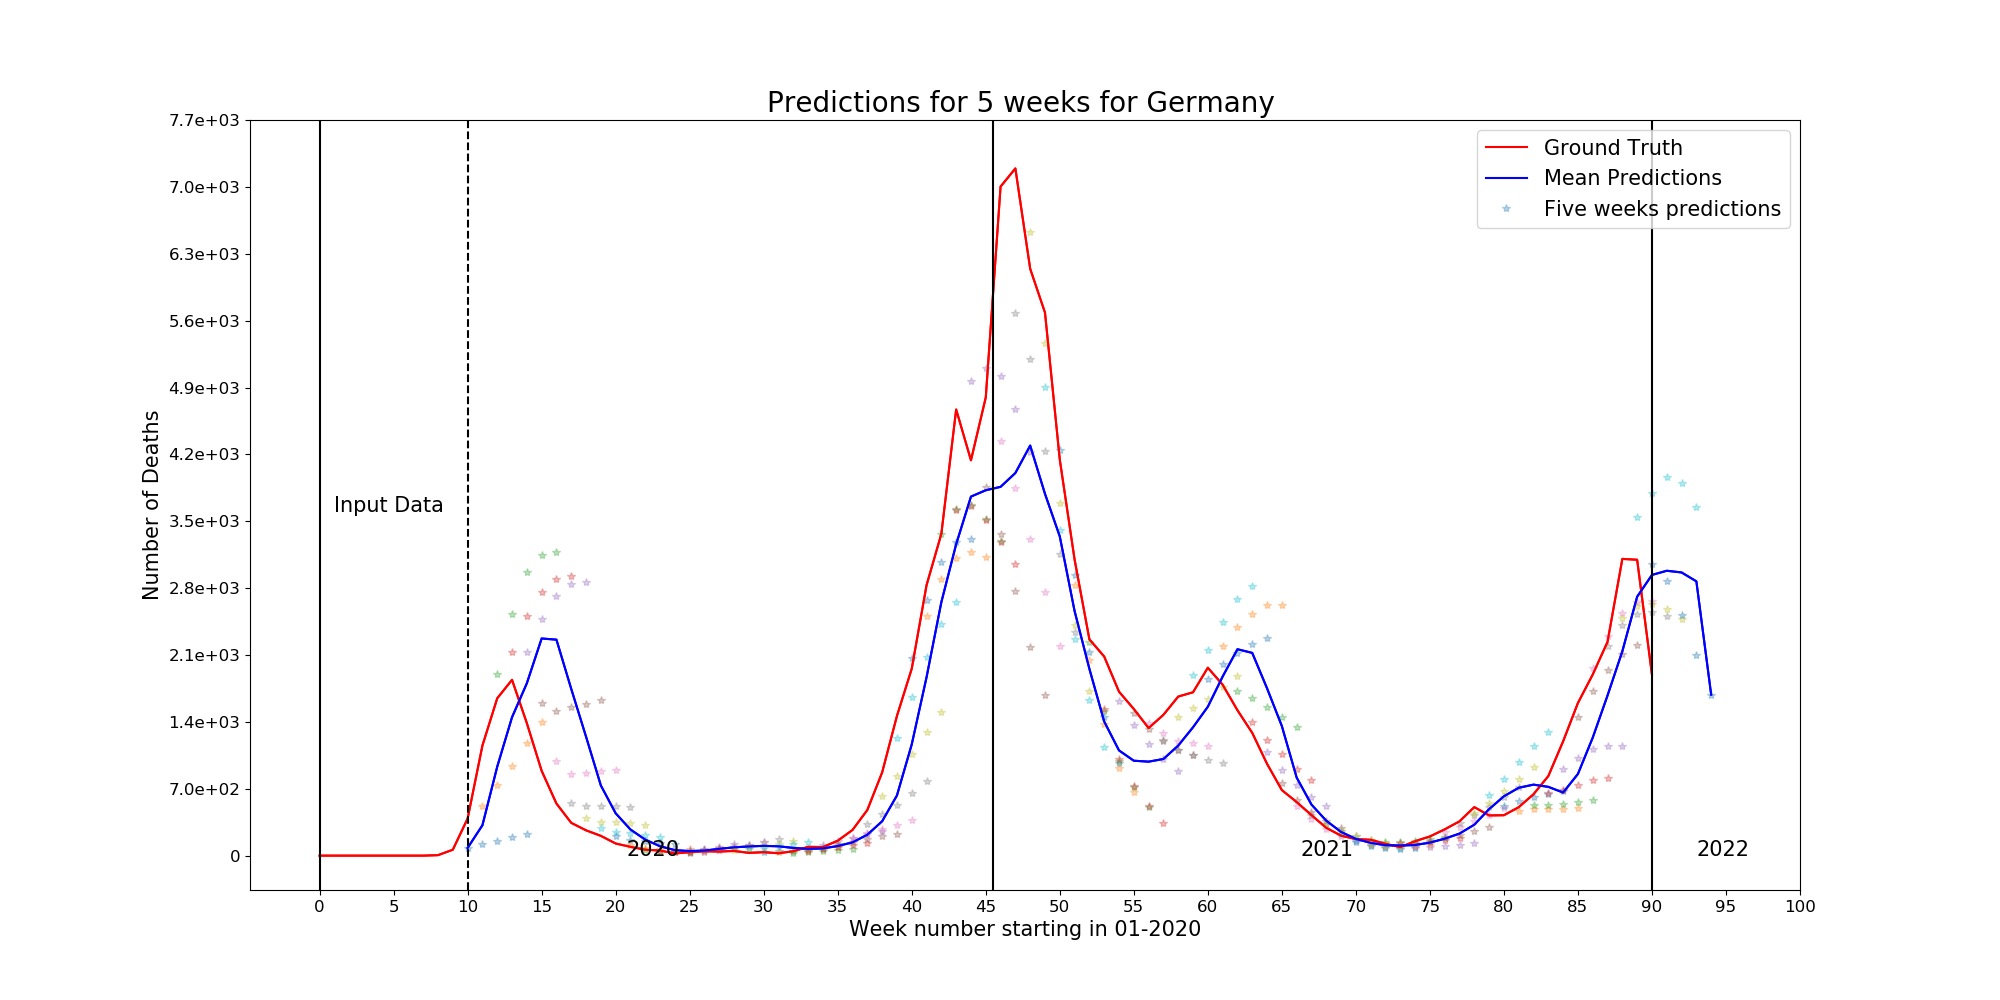 Predictions for 5 weeks for Germany
7.7e+03
7.0e+03
6.3e+03
5.6e+03
4.9e+03
4.2e+03
3.5e+03
2.8e+03
2.1e+03
1.4e+03
7.0e+02
0
Number of Deaths
Ground Truth
Mean Predictions
Five weeks predictions
Input Data
2020
2021
2022
0 5 10 15 20 25 30 35 40 45 50 55 60 65 70 75 80 85 90 95 100
Week number starting in 01-2020